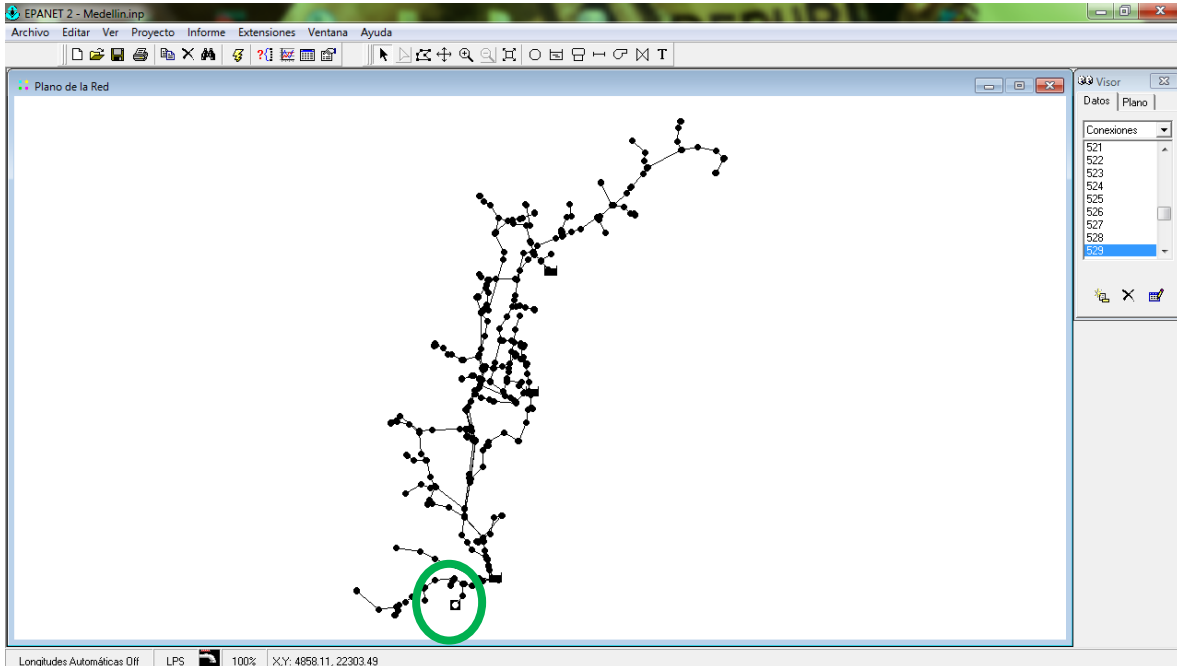 EPANET 2 - Medellin.inp
Archivo Editar Ver Proyecto Informe Extensiones Ventana Ayuda
T
Plano de la Red
Visor
Datos Plano
Conexiones
521
522
523
524
525
526
527
528
529
Longitudes Automáticas Off LPS 100% X,Y: 4858.11, 22303.49